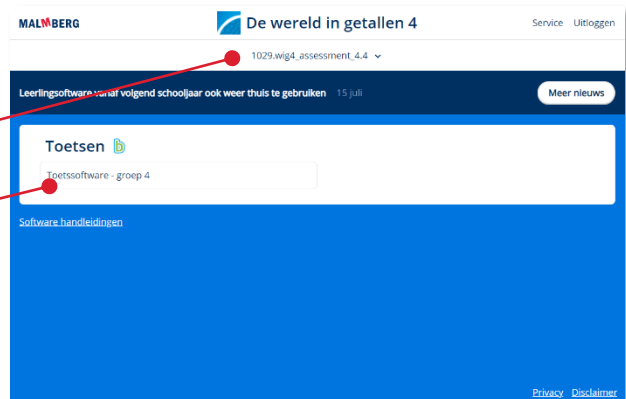 MALMBERG
De wereld in getallen 4
Service Uitloggen
1029.wig4_assessment_4.4
Leerlingsoftware vanaf volgend schooljaar ook weer thuis te gebruiken 15 juli
Meer nieuws
Toetsen b
Toetssoftware - groep 4
Software handleidingen
Privacy Disclaimer